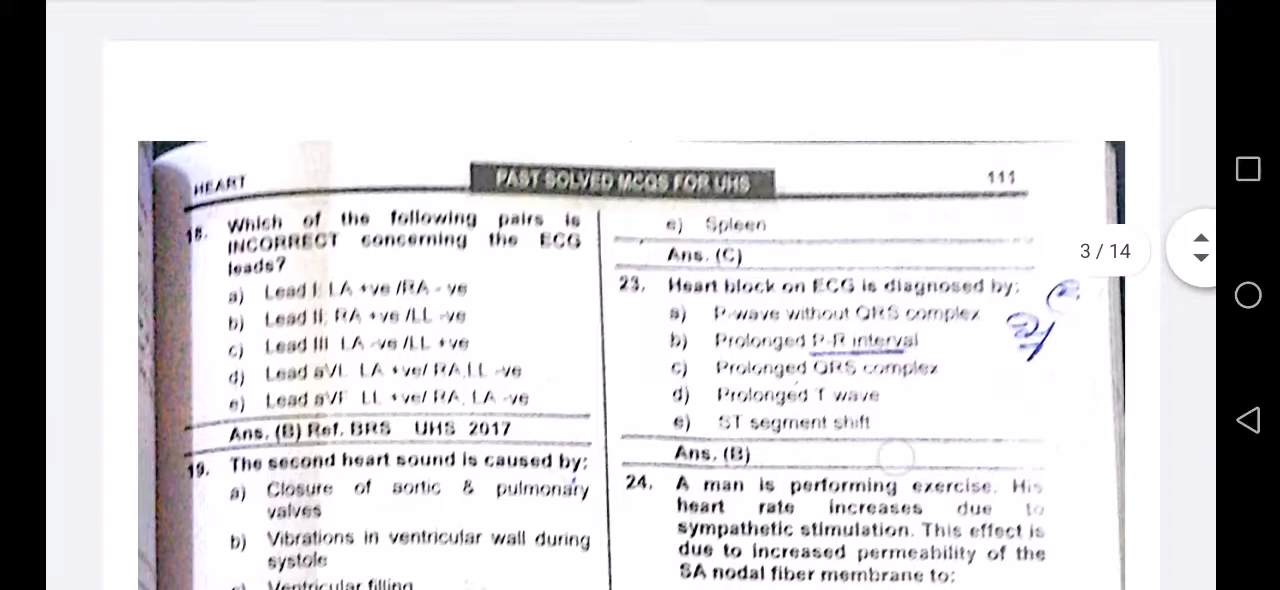 HEART
PAST SOLVED MCQS FOR UHS
111
18. Which of the following pairs is
INCORRECT concerning the ECG
leads?
a) Lead I: LA +ve /RA - ve
b) Lead II; RA +ve /LL -ve
c) Lead III LA -ve /LL +ve
d) Lead aVL LA +ve/ RA,LL -ve
e) Lead aVF LL +ve/ RA, LA -ve
Ans. (B) Ref. BRS UHS 2017
19. The second heart sound is caused by:
a) Closure of aortic & pulmonary
valves
b) Vibrations in ventricular wall during
systole
c) Ventricular filling
e) Spleen
Ans. (C)
23. Heart block on ECG is diagnosed by:
a) P-wave without QRS complex
b) Prolonged P-R interval
c) Prolonged QRS complex
d) Prolonged T wave
e) ST segment shift
Ans. (B)
24. A man is performing exercise. His
heart rate increases due to
sympathetic stimulation. This effect is
due to increased permeability of the
SA nodal fiber membrane to:
3 / 14